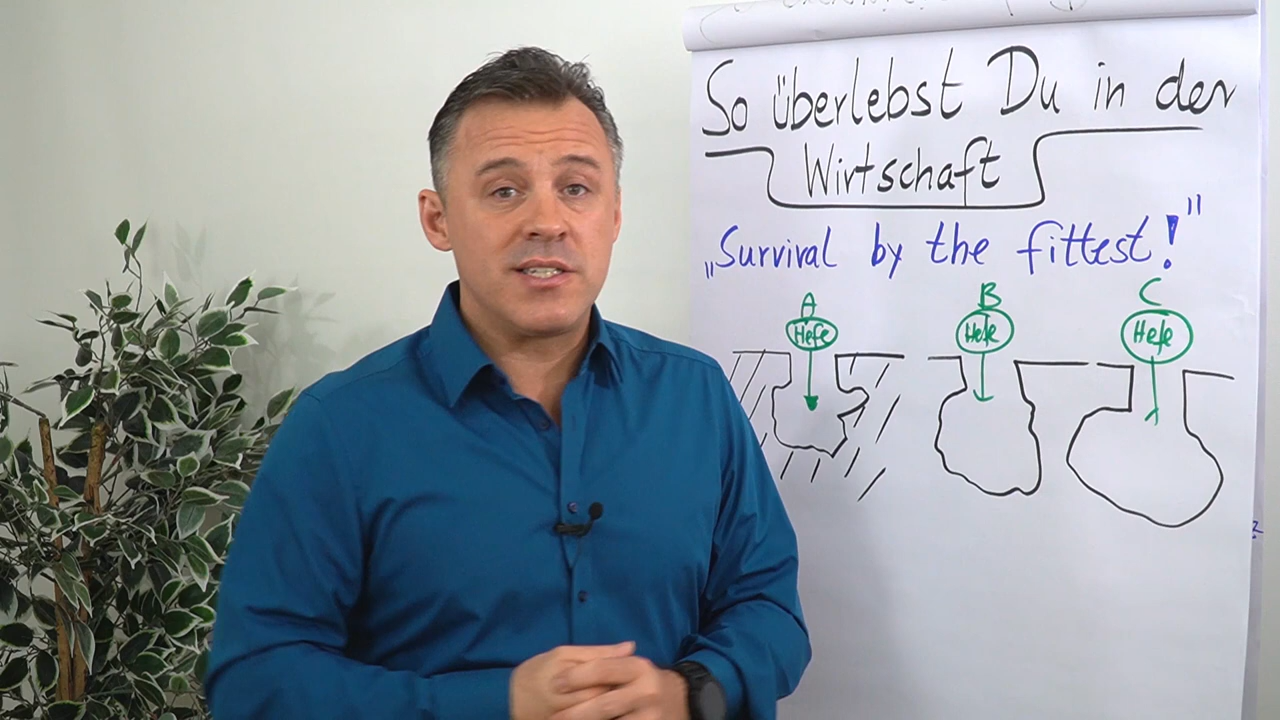 So überlebst Du in der
Wirtschaft
„Survival by the fittest!"
A B C
Hefe Hefe Hefe